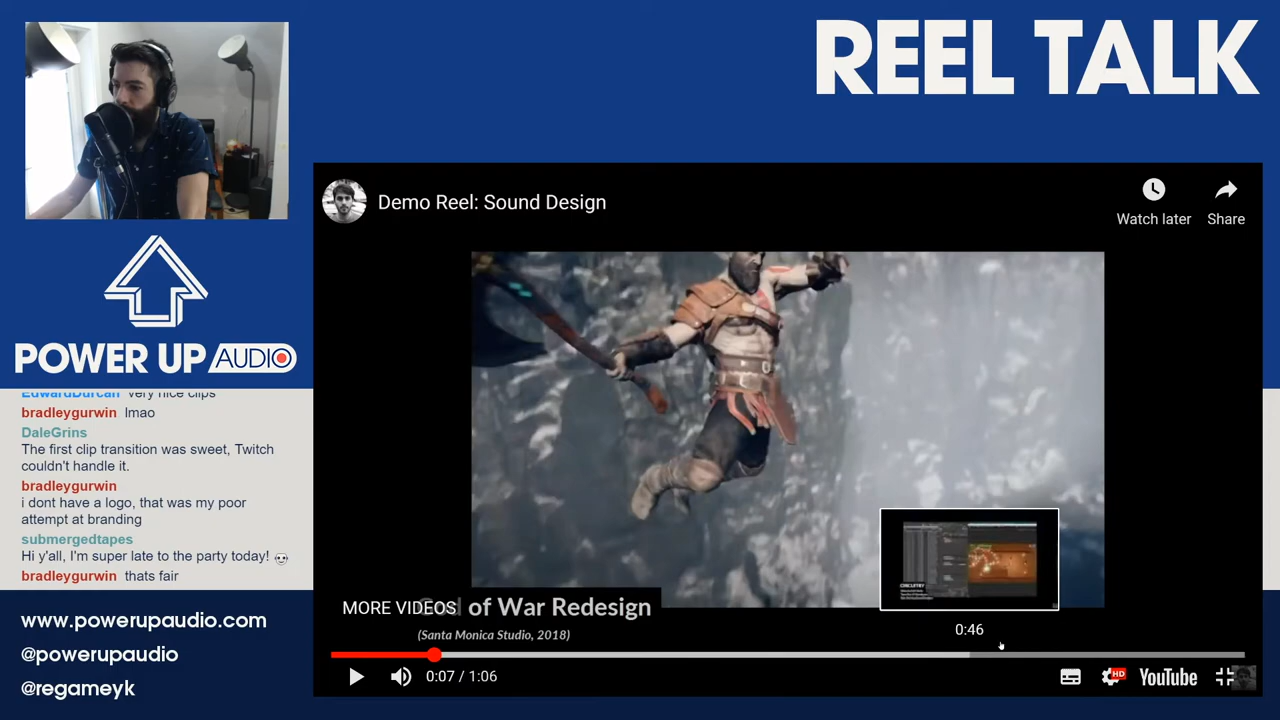 REEL TALK
Demo Reel: Sound Design
Watch later
Share
POWER UP AUDIO
EdwardDurcan very nice clips
bradleygurwin lmao
DaleGrins
The first clip transition was sweet, Twitch
couldn't handle it.
bradleygurwin
i dont have a logo, that was my poor
attempt at branding
submergedtapes
Hi y'all, I'm super late to the party today!
bradleygurwin thats fair
www.powerupaudio.com
@powerupaudio
@regameyk
MORE VIDEOS
of War Redesign
(Santa Monica Studio, 2018)
0:46
0:07 / 1:06
HD
YouTube